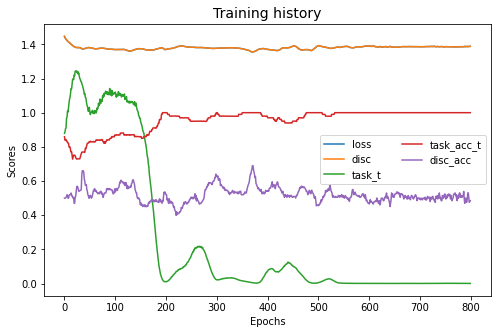 Training history
Scores
1.4
1.2
1.0
0.8
0.6
0.4
0.2
0.0
loss
disc
task_t
task_acc_t
disc_acc
0 100 200 300 400 500 600 700 800
Epochs